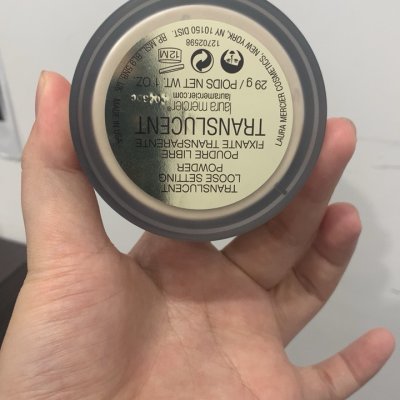 TRANSLUCENT
LOOSE SETTING
POWDER
POUDRE LIBRE
FIXANTE TRANSPARENTE
TRANSLUCENT
laura mercier
lauramercier.com
29 g / POIDS NET WT. 1 OZ.
12M
12702598
LAURA MERCIER COSMETICS, NEW YORK, NY 10150 DIST.